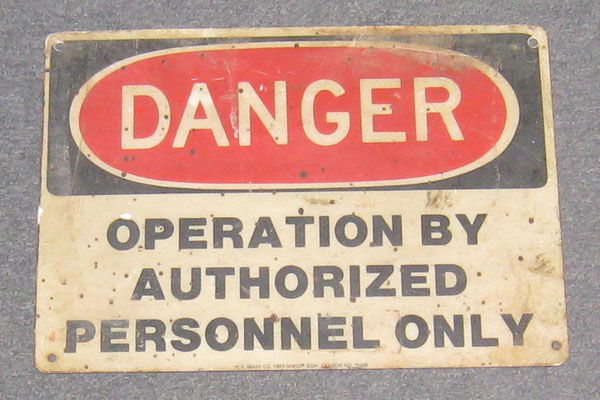 DANGER
OPERATION BY
AUTHORIZED
PERSONNEL ONLY